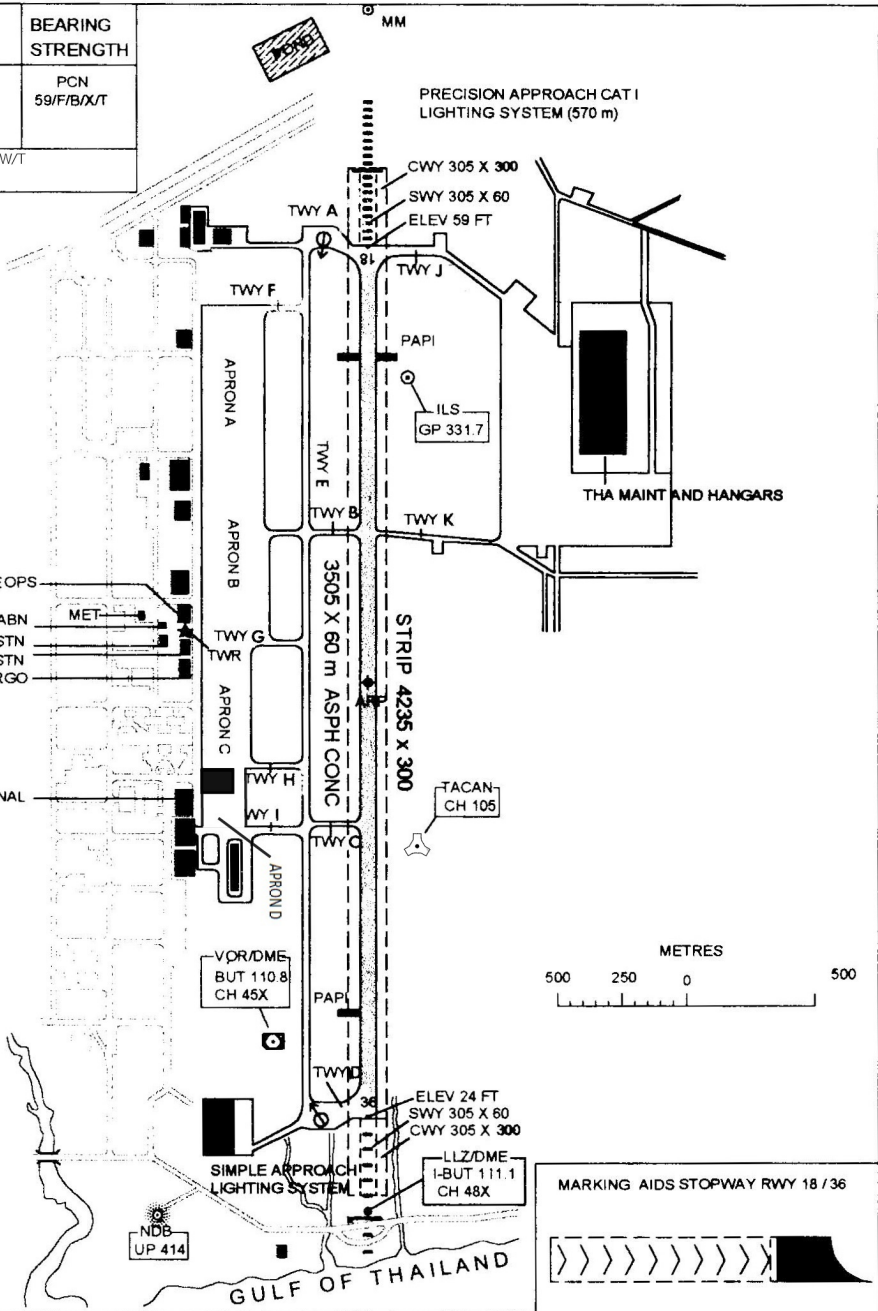 BEARING
STRENGTH
PCN
59/F/B/X/T
W/T
MM
POND
PRECISION APPROACH CAT I
LIGHTING SYSTEM (570 m)
CWY 305 X 300
SWY 305 X 60
ELEV 59 FT
TWY A
18
TWY J
TWY F
PAPI
APRON A
ILS
GP 331.7
TWY E
THA MAINT AND HANGARS
TWY B
TWY K
APRON B
OPS
ABN
MET
STN
STN
RGO
TWY G
TWR
3505 X 60 m ASPH CONC
STRIP 4235 x 300
ARP
APRON C
NAL
TWY H
WY I
TWY C
TACAN
CH 105
APRON D
VOR/DME
BUT 110.8
CH 45X
PAPI
METRES
500 250 0 500
TWY D
36
ELEV 24 FT
SWY 305 X 60
CWY 305 X 300
SIMPLE APPROACH
LIGHTING SYSTEM
LLZ/DME
I-BUT 111.1
CH 48X
MARKING AIDS STOPWAY RWY 18 / 36
NDB
UP 414
GULF OF THAILAND